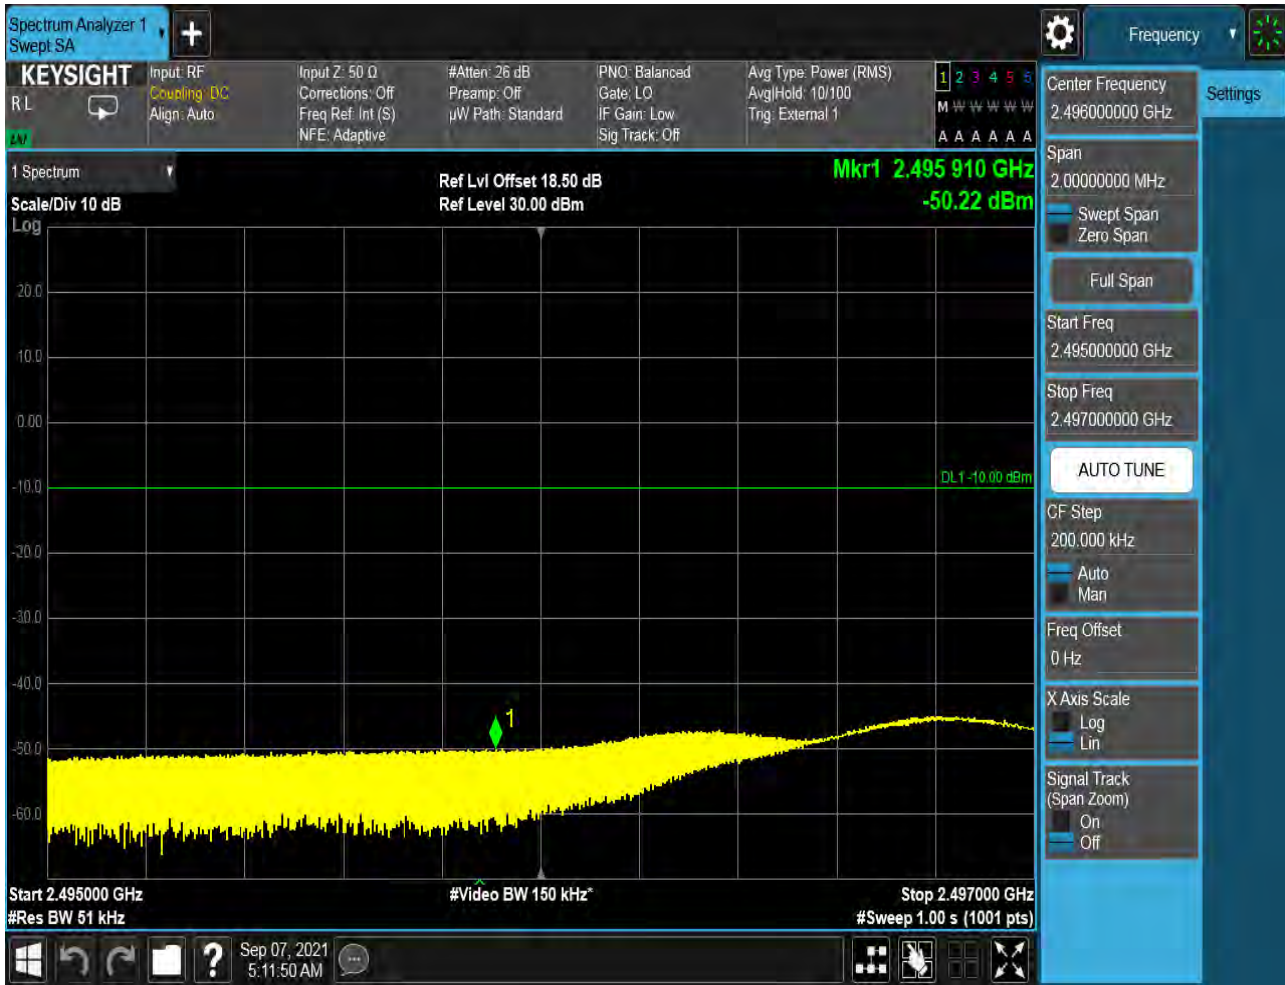 Spectrum Analyzer 1
Swept SA
Frequency
KEYSIGHT
R L
Input: RF
Coupling: DC
Align: Auto
Input Z: 50 Ω
Corrections: Off
Freq Ref: Int (S)
NFE: Adaptive
#Atten: 26 dB
Preamp: Off
µW Path: Standard
PNO: Balanced
Gate: LO
IF Gain: Low
Sig Track: Off
Avg Type: Power (RMS)
Avg|Hold: 10/100
Trig: External 1
1 2 3 4 5 6
M W W W W W
A A A A A A
1 Spectrum
Scale/Div 10 dB
Log
Ref Lvl Offset 18.50 dB
Ref Level 30.00 dBm
Mkr1 2.495 910 GHz
-50.22 dBm
20.0
10.0
0.00
-10.0
-20.0
-30.0
-40.0
-50.0
-60.0
DL1 -10.00 dBm
1
Start 2.495000 GHz
#Res BW 51 kHz
#Video BW 150 kHz*
Stop 2.497000 GHz
#Sweep 1.00 s (1001 pts)
Sep 07, 2021
5:11:50 AM
Center Frequency
2.496000000 GHz
Settings
Span
2.00000000 MHz
Swept Span
Zero Span
Full Span
Start Freq
2.495000000 GHz
Stop Freq
2.497000000 GHz
AUTO TUNE
CF Step
200.000 kHz
Auto
Man
Freq Offset
0 Hz
X Axis Scale
Log
Lin
Signal Track
(Span Zoom)
On
Off